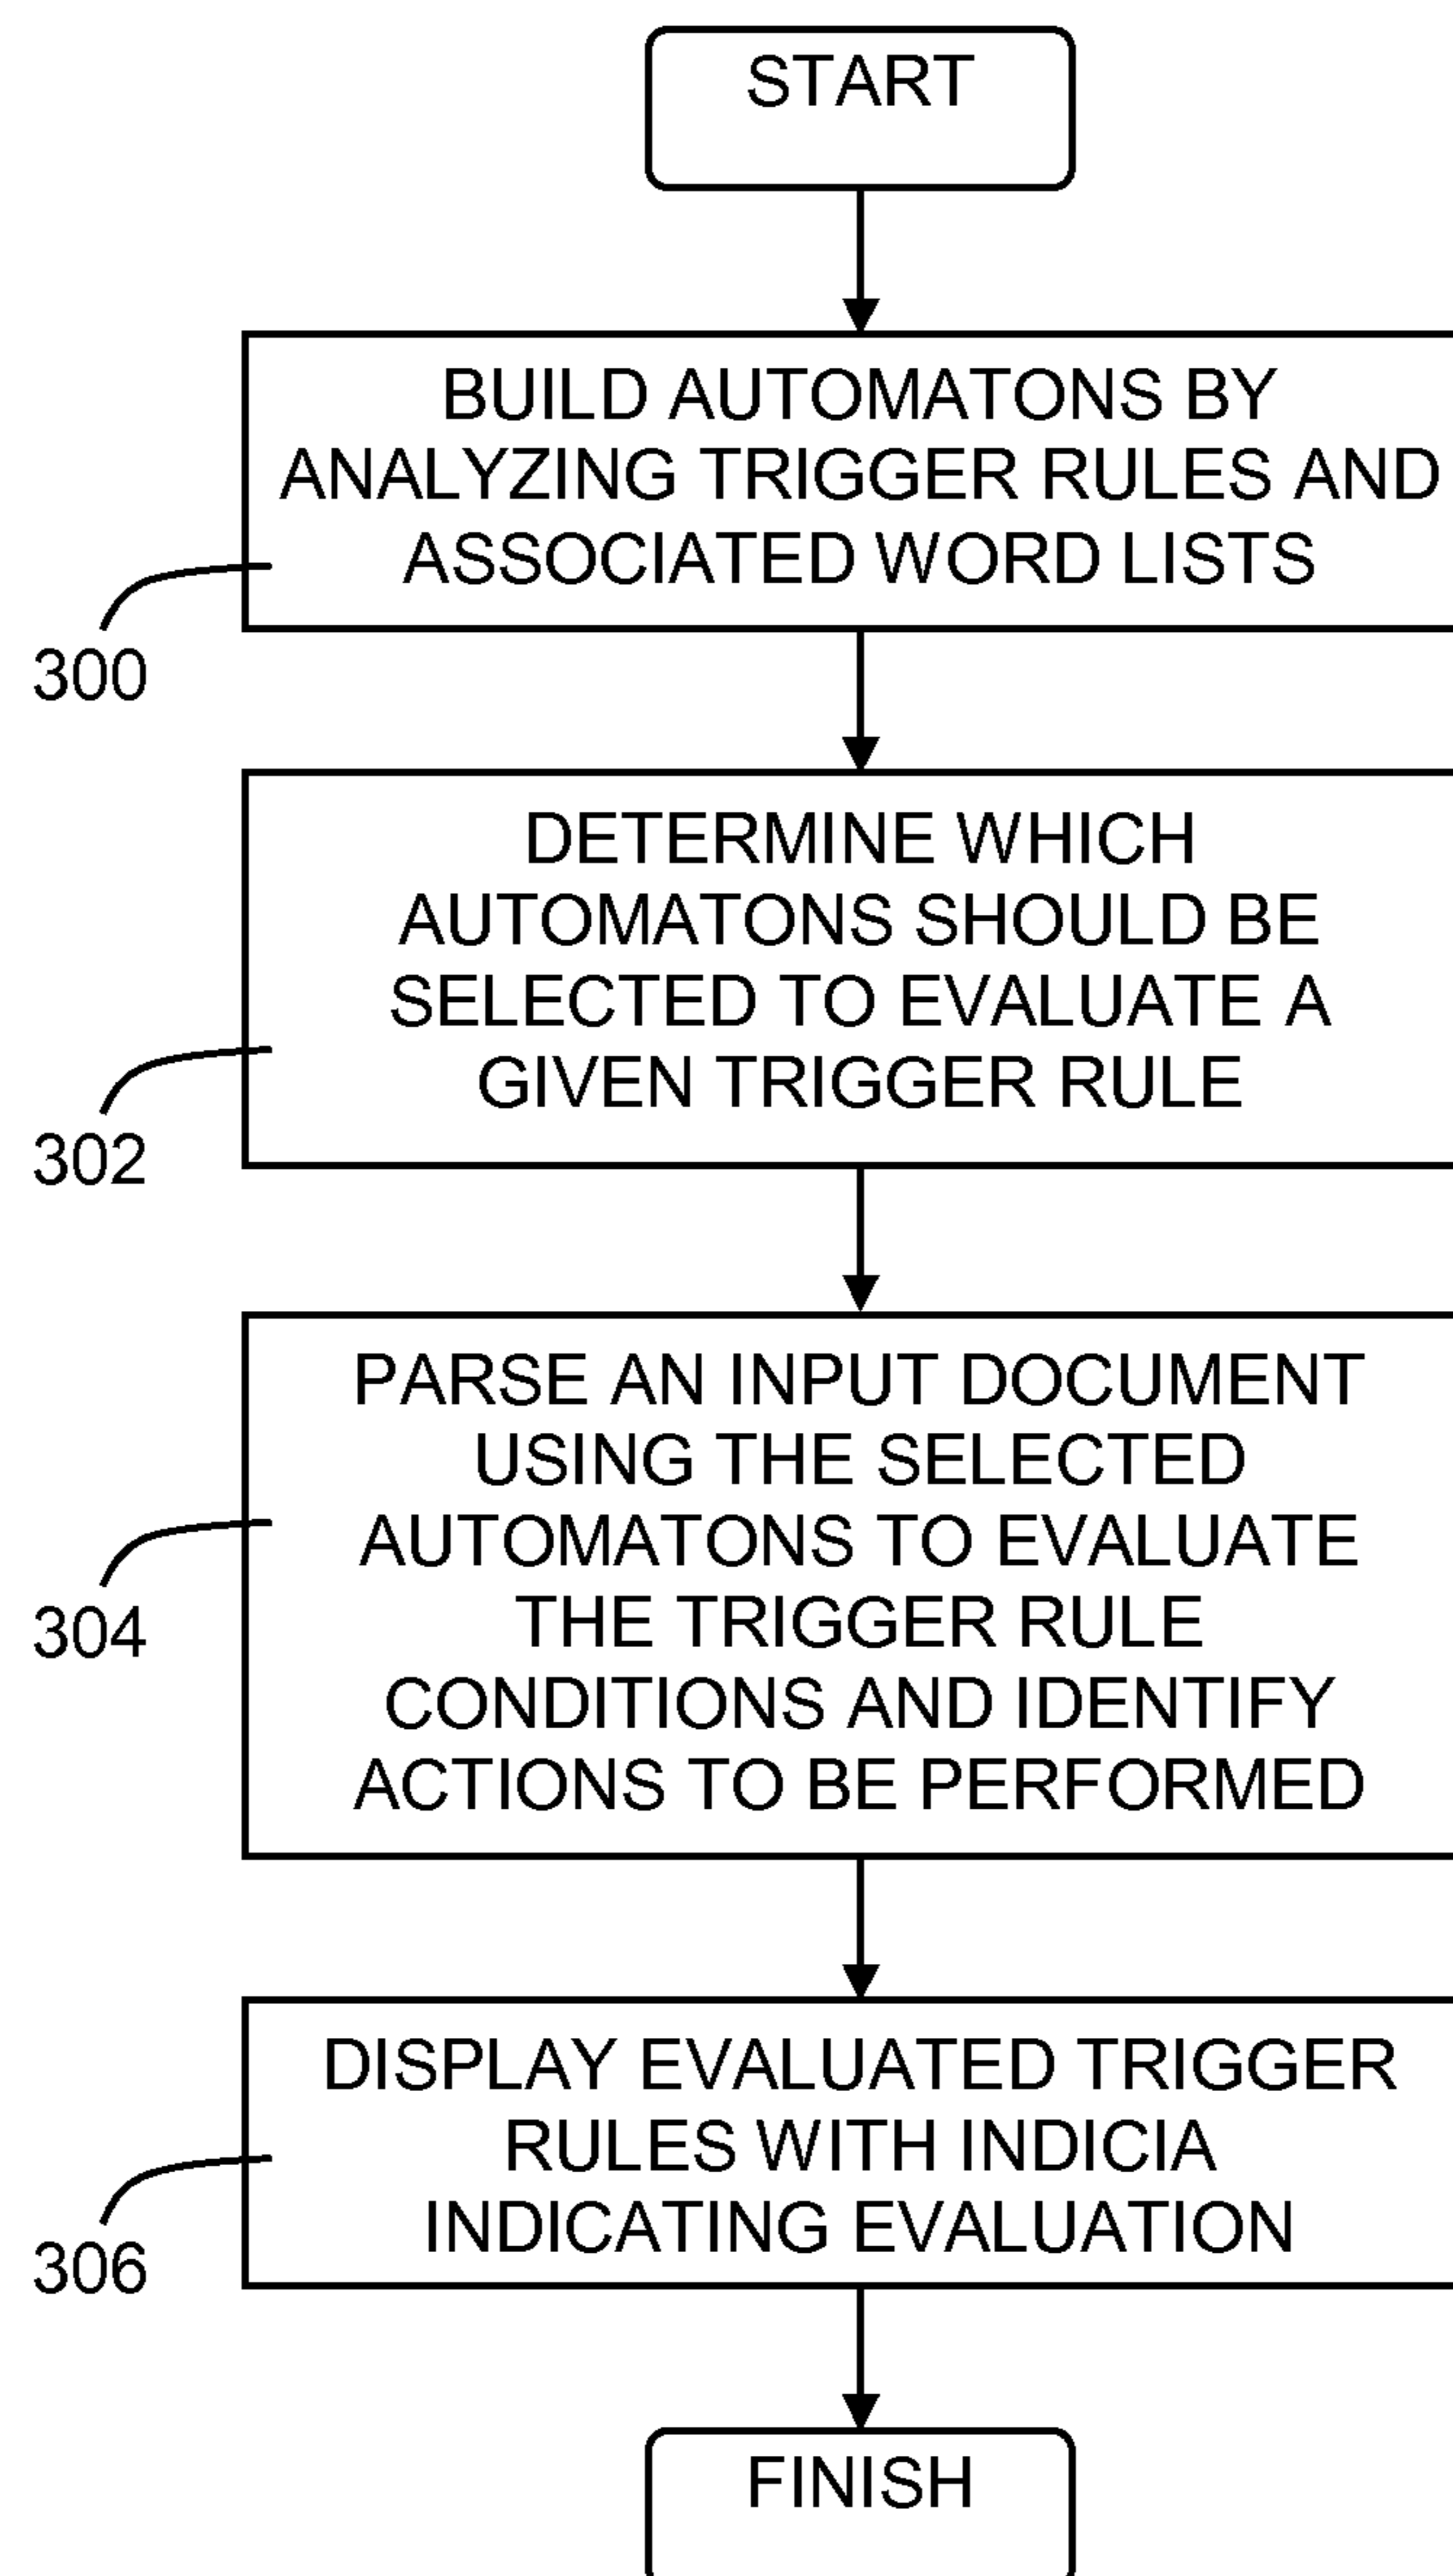 START
BUILD AUTOMATONS BY
ANALYZING TRIGGER RULES AND
ASSOCIATED WORD LISTS
300
DETERMINE WHICH
AUTOMATONS SHOULD BE
SELECTED TO EVALUATE A
GIVEN TRIGGER RULE
302
PARSE AN INPUT DOCUMENT
USING THE SELECTED
AUTOMATONS TO EVALUATE
THE TRIGGER RULE
CONDITIONS AND IDENTIFY
ACTIONS TO BE PERFORMED
304
DISPLAY EVALUATED TRIGGER
RULES WITH INDICIA
INDICATING EVALUATION
306
FINISH